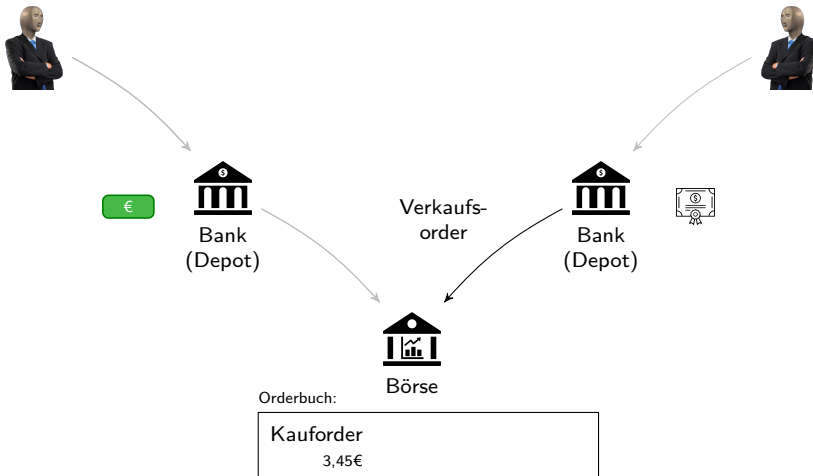 €
Bank
(Depot)
Verkaufs-
order
Bank
(Depot)
Börse
Orderbuch:
Kauforder
3,45€